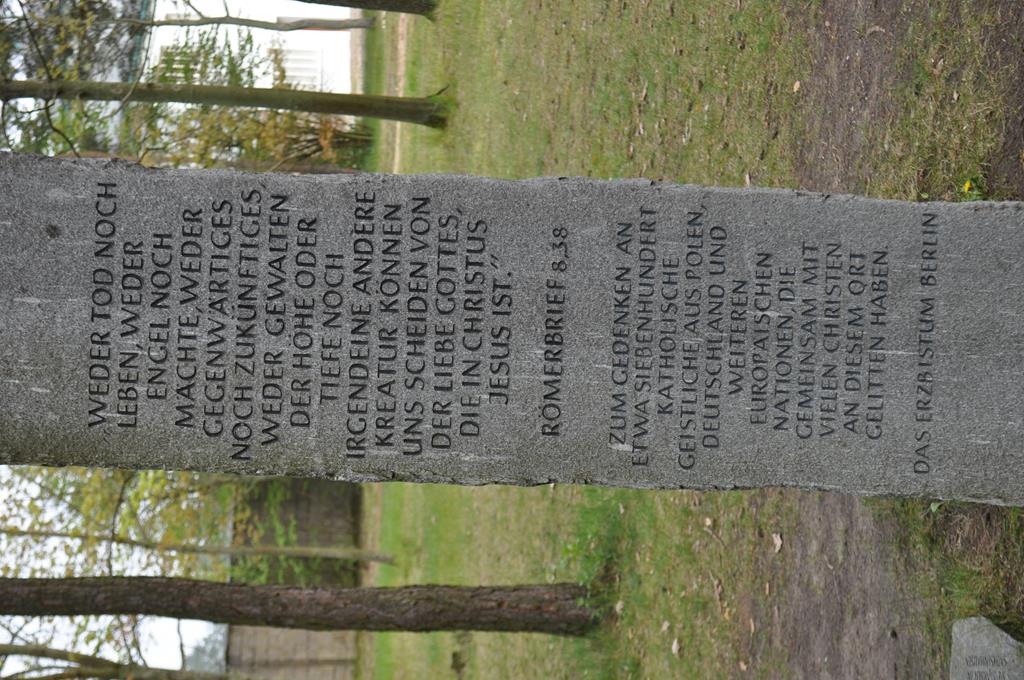 WEDER TOD NOCH
LEBEN, WEDER
ENGEL NOCH
MÄCHTE, WEDER
GEGENWÄRTIGES
NOCH ZUKÜNFTIGES,
WEDER GEWALTEN
DER HÖHE ODER
TIEFE NOCH
IRGENDEINE ANDERE
KREATUR KÖNNEN
UNS SCHEIDEN VON
DER LIEBE GOTTES,
DIE IN CHRISTUS
JESUS IST.“
RÖMERBRIEF 8,38
ZUM GEDENKEN AN
ETWA SIEBENHUNDERT
KATHOLISCHE
GEISTLICHE AUS POLEN,
DEUTSCHLAND UND
WEITEREN
EUROPÄISCHEN
NATIONEN, DIE
GEMEINSAM MIT
VIELEN CHRISTEN
AN DIESEM ORT
GELITTEN HABEN.
DAS ERZBISTUM BERLIN